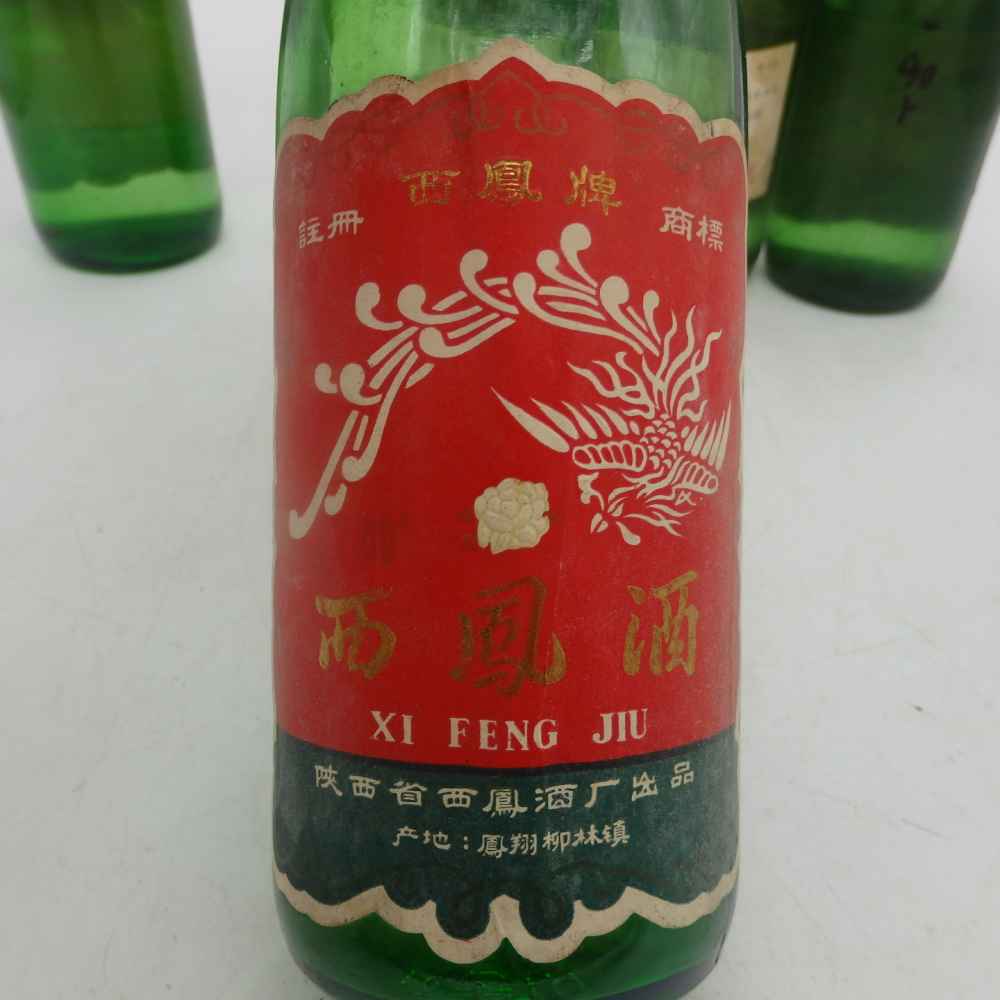 西鳳牌
註冊 商標
西鳳酒
XI FENG JIU
陕西省西鳳酒厂出品
产地：鳳翔柳林镇